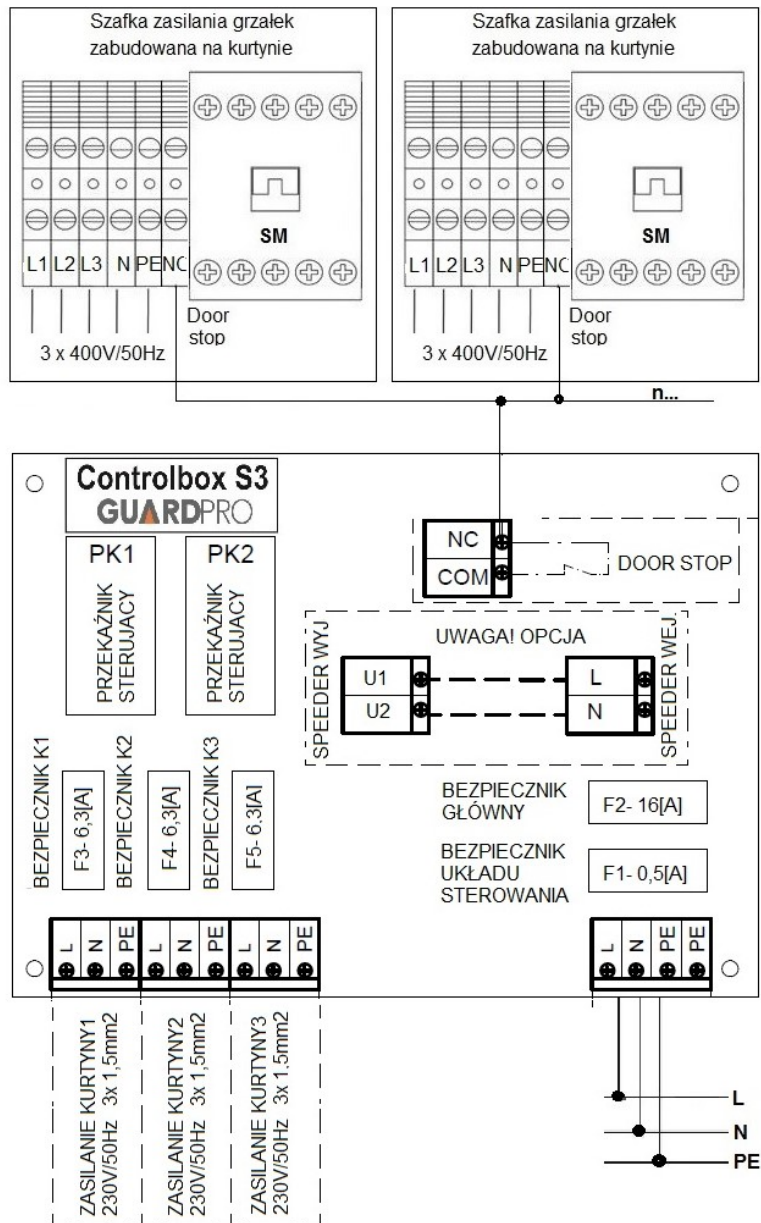 Szafka zasilania grzałek
zabudowana na kurtynie
L1 L2 L3 N PE NC
SM
Door
stop
3 x 400V/50Hz
Szafka zasilania grzałek
zabudowana na kurtynie
L1 L2 L3 N PE NC
SM
Door
stop
3 x 400V/50Hz
n...
Controlbox S3
GUARDPRO
PK1
PRZEKAŹNIK
STERUJACY
PK2
PRZEKAŹNIK
STERUJACY
NC
COM
DOOR STOP
UWAGA! OPCJA
SPEEDER WYJ
U1
U2
L
N
SPEEDER WEJ.
BEZPIECZNIK K1
F3- 6,3[A]
BEZPIECZNIK K2
F4- 6,3[A]
BEZPIECZNIK K3
F5- 6,3[A]
BEZPIECZNIK
GŁÓWNY
F2- 16[A]
BEZPIECZNIK
UKŁADU
STEROWANIA
F1- 0,5[A]
L N PE L N PE L N PE
L N PE PE
ZASILANIE KURTYNY1
230V/50Hz 3x 1,5mm2
ZASILANIE KURTYNY2
230V/50Hz 3x 1,5mm2
ZASILANIE KURTYNY3
230V/50Hz 3x 1,5mm2
L
N
PE